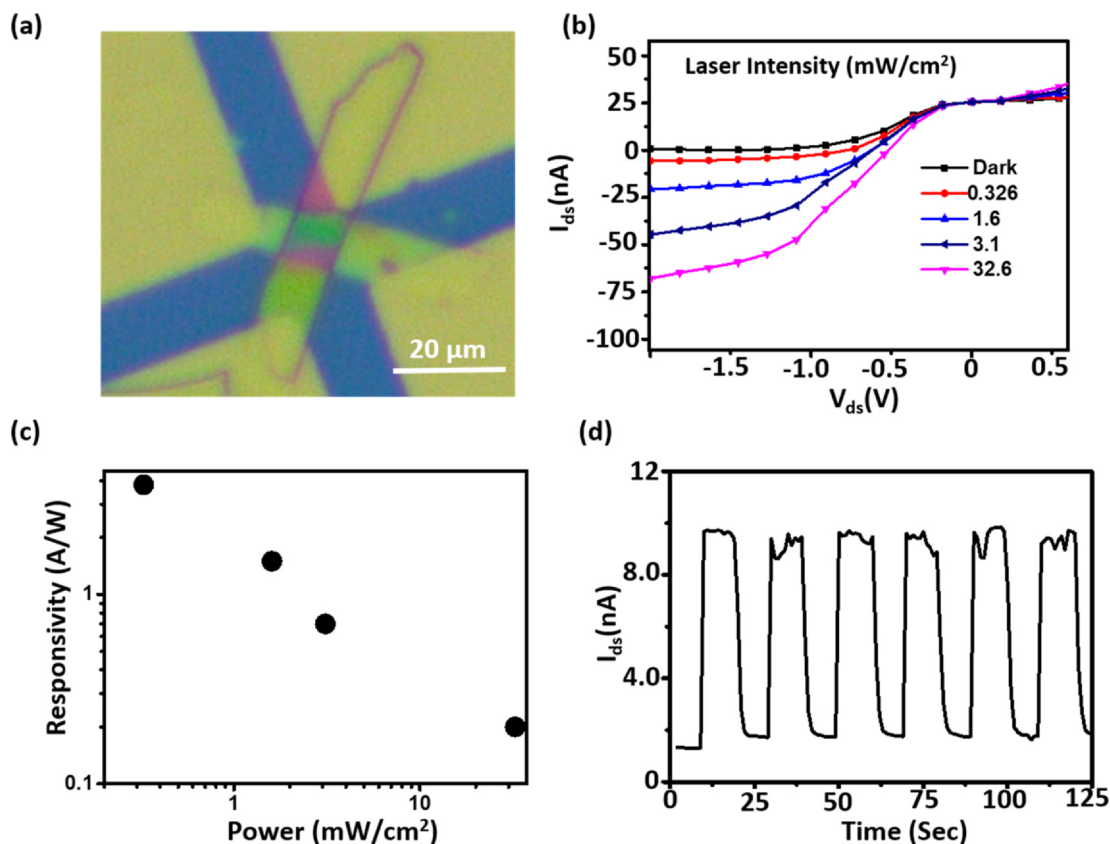 (a)
20 μm
(b)
Laser Intensity (mW/cm²)
50
25
0
-25
-50
-75
-100
I_ds(nA)
Dark
0.326
1.6
3.1
32.6
-1.5
-1.0
-0.5
0
0.5
V_ds(V)
(c)
Responsivity (A/W)
1
0.1
1
10
Power (mW/cm²)
(d)
I_ds(nA)
12
8.0
4.0
0
0
25
50
75
100
125
Time (Sec)